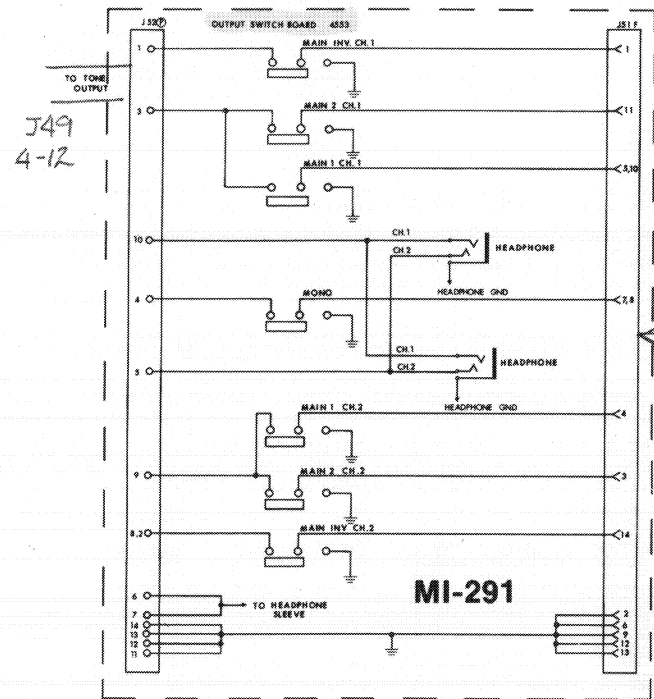 J 52 P OUTPUT SWITCH BOARD 4553 J51 F
1 MAIN INV. CH.1 1
TO TONE
OUTPUT
J49
4-12
3 MAIN 2 CH.1 11
MAIN 1 CH. 1 5,10
10 CH.1
CH.2
HEADPHONE
HEADPHONE GND
4 MONO 7,8
CH.1
CH.2
HEADPHONE
5
HEADPHONE GND
MAIN 1 CH.2 4
9 MAIN 2 CH.2 3
8,2 MAIN INV CH.2 14
MI-291
6
TO HEADPHONE
SLEEVE
7 2
14 6
13 9
12 12
11 13